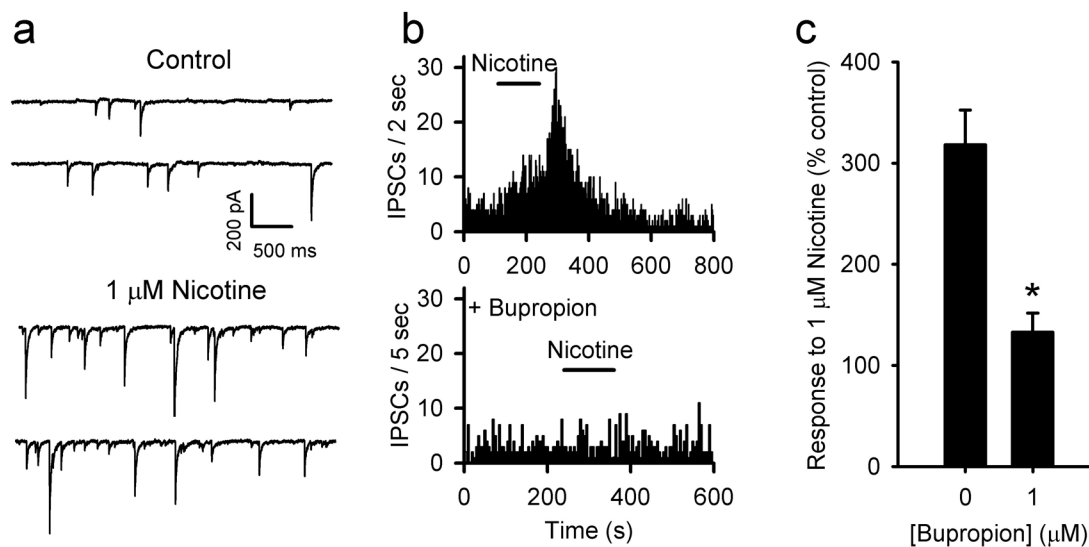 a
Control
200 pA
500 ms
1 μM Nicotine
b
30
20
10
0
IPSCs / 2 sec
Nicotine
0 200 400 600 800
30
20
10
0
IPSCs / 5 sec
+ Bupropion
Nicotine
0 200 400 600
Time (s)
c
400
300
200
100
0
Response to 1 μM Nicotine (% control)
*
0 1
[Bupropion] (μM)